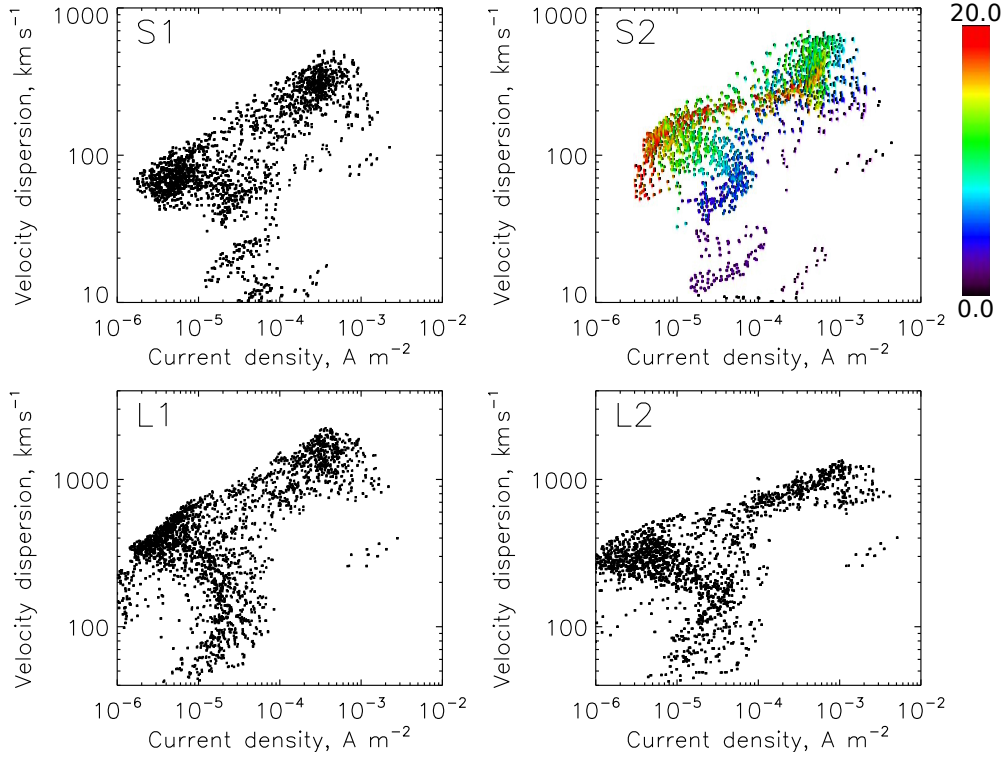 S1
1000
100
10
Velocity dispersion, km s⁻¹
10⁻⁶ 10⁻⁵ 10⁻⁴ 10⁻³ 10⁻²
Current density, A m⁻²
S2
1000
100
10
Velocity dispersion, km s⁻¹
10⁻⁶ 10⁻⁵ 10⁻⁴ 10⁻³ 10⁻²
Current density, A m⁻²
20.0
0.0
L1
1000
100
Velocity dispersion, km s⁻¹
10⁻⁶ 10⁻⁵ 10⁻⁴ 10⁻³ 10⁻²
Current density, A m⁻²
L2
1000
100
Velocity dispersion, km s⁻¹
10⁻⁶ 10⁻⁵ 10⁻⁴ 10⁻³ 10⁻²
Current density, A m⁻²